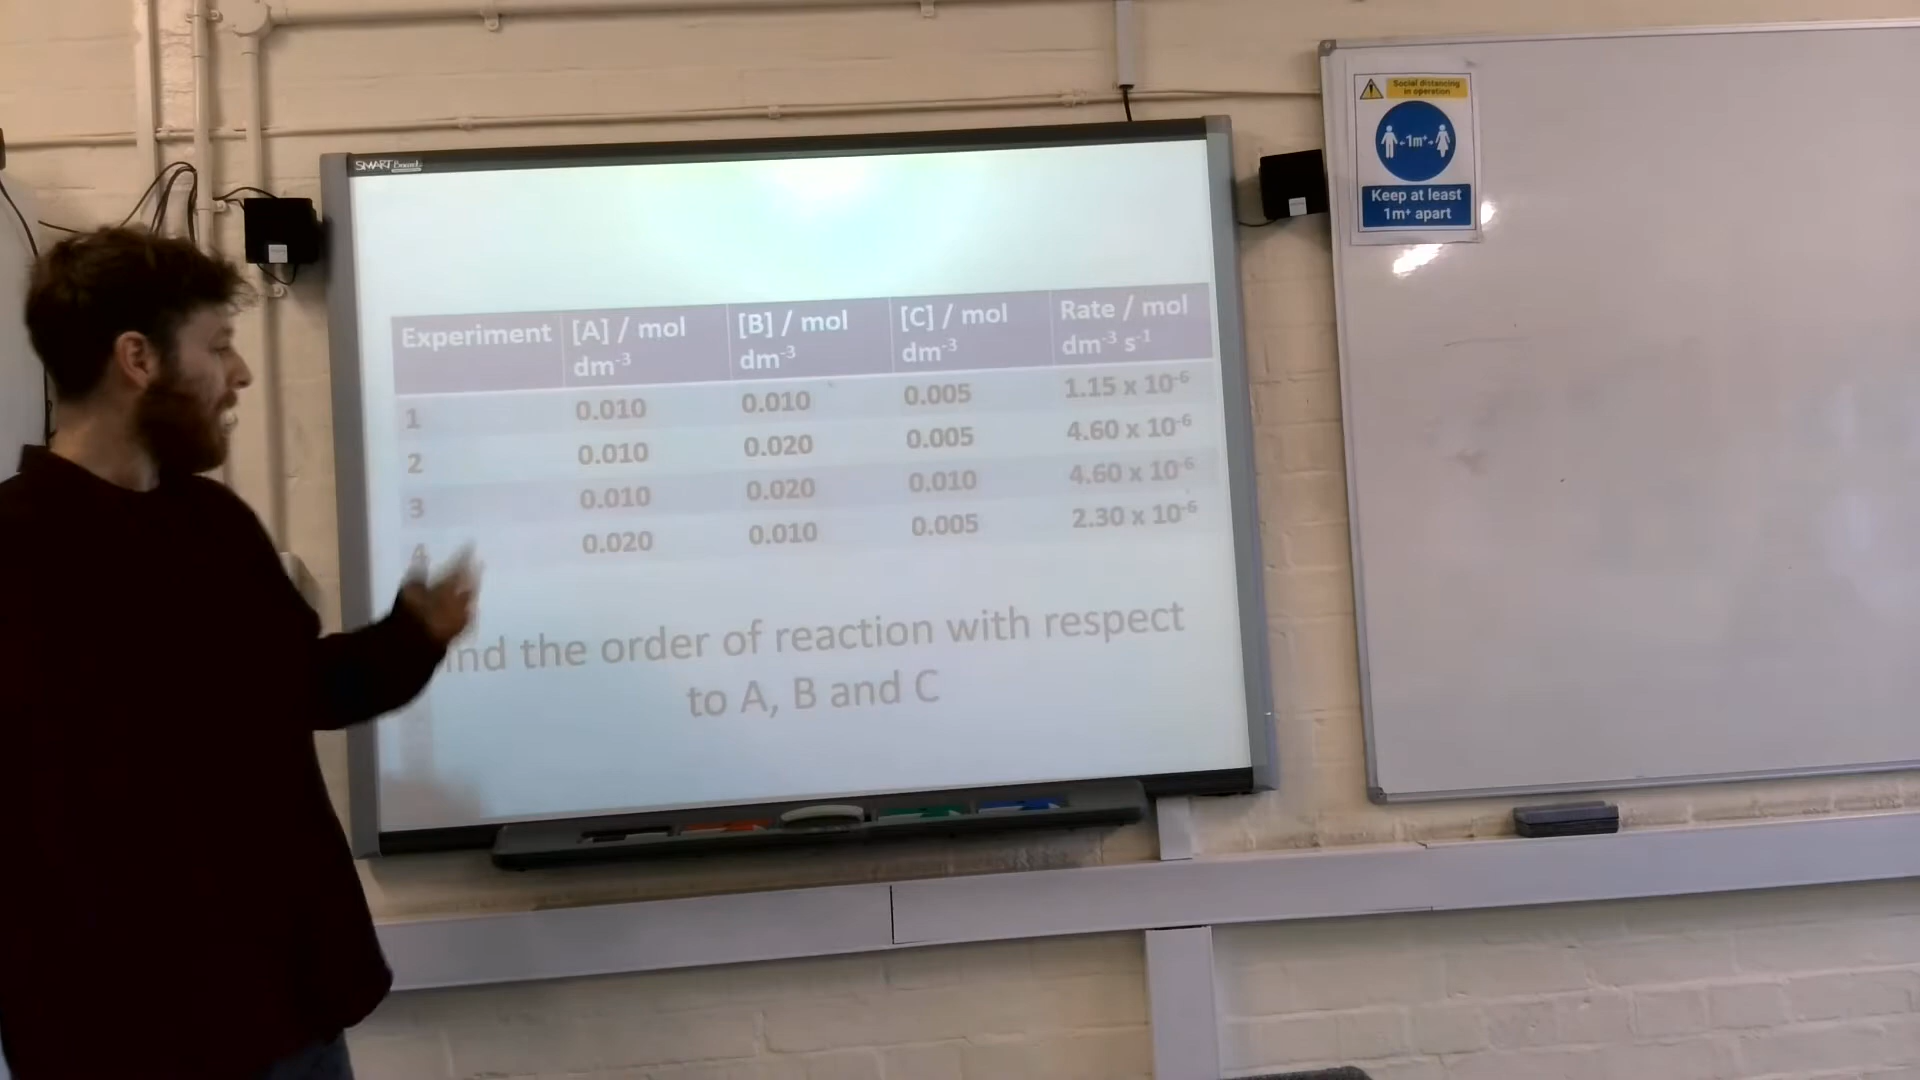 SMART Board
Social distancing
in operation
1m+
Keep at least
1m+ apart
Experiment [A] / mol dm-3 [B] / mol dm-3 [C] / mol dm-3 Rate / mol dm-3 s-1
1 0.010 0.010 0.005 1.15 x 10-6
2 0.010 0.020 0.005 4.60 x 10-6
3 0.010 0.020 0.010 4.60 x 10-6
4 0.020 0.010 0.005 2.30 x 10-6
ind the order of reaction with respect
to A, B and C